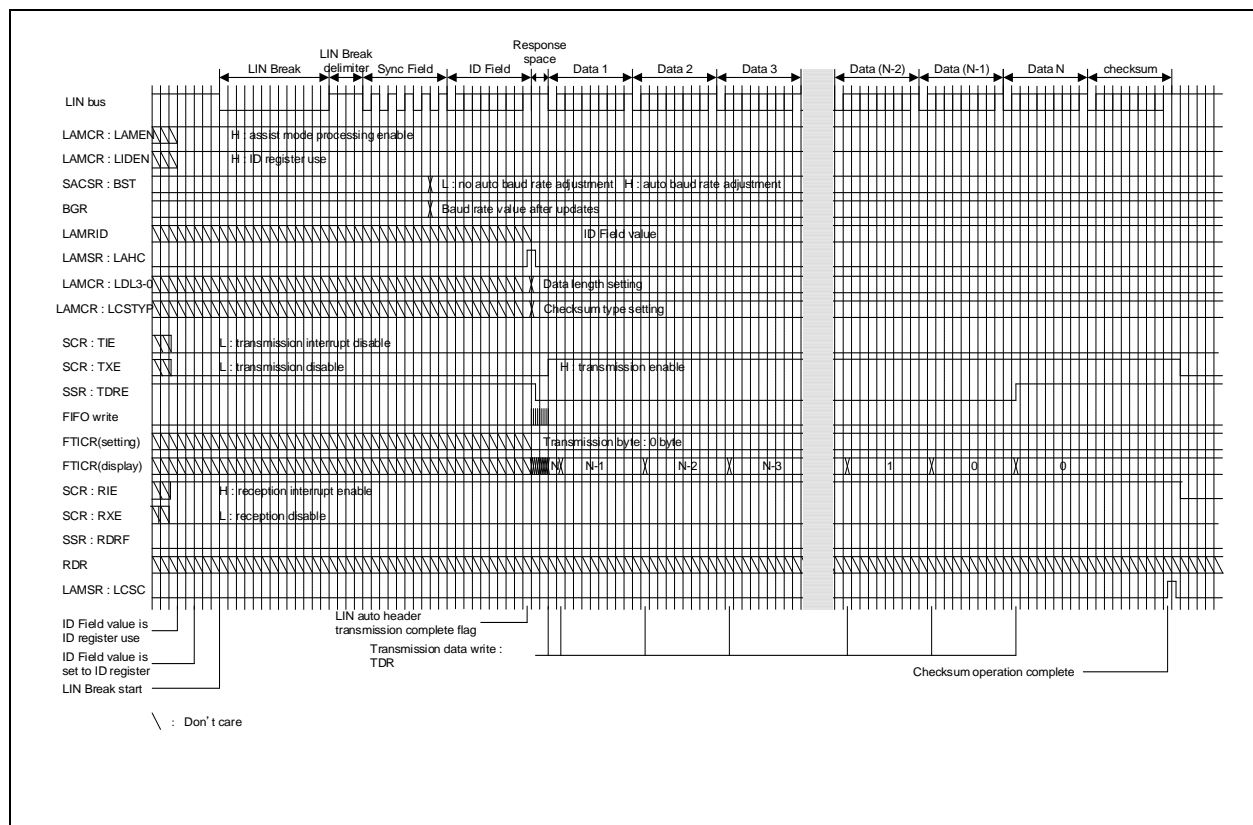 LIN Break
LIN Break
delimiter
Sync Field
ID Field
Response
space
Data 1
Data 2
Data 3
Data (N-2)
Data (N-1)
Data N
checksum
LIN bus
LAMCR : LAMEN
H : assist mode processing enable
LAMCR : LIDEN
H : ID register use
SACSR : BST
L : no auto baud rate adjustment H : auto baud rate adjustment
BGR
Baud rate value after updates
LAMRID
ID Field value
LAMSR : LAHC
LAMCR : LDL3-0
Data length setting
LAMCR : LCSTYP
Checksum type setting
SCR : TIE
L : transmission interrupt disable
SCR : TXE
L : transmission disable
H : transmission enable
SSR : TDRE
FIFO write
FTICR(setting)
Transmission byte : 0 byte
FTICR(display)
N
N-1
N-2
N-3
1
0
0
SCR : RIE
H : reception interrupt enable
SCR : RXE
L : reception disable
SSR : RDRF
RDR
LAMSR : LCSC
ID Field value is
ID register use
ID Field value is
set to ID register
LIN Break start
LIN auto header
transmission complete flag
Transmission data write :
TDR
Checksum operation complete
: Don't care